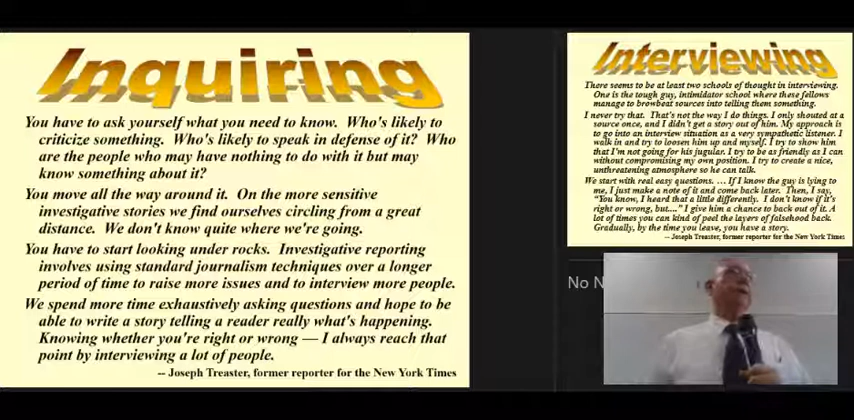 Inquiring
You have to ask yourself what you need to know. Who's likely to
criticize something. Who's likely to speak in defense of it? Who
are the people who may have nothing to do with it but may
know something about it?
You move all the way around it. On the more sensitive
investigative stories we find ourselves circling from a great
distance. We don't know quite where we're going.
You have to start looking under rocks. Investigative reporting
involves using standard journalism techniques over a longer
period of time to raise more issues and to interview more people.
We spend more time exhaustively asking questions and hope to be
able to write a story telling a reader really what's happening.
Knowing whether you're right or wrong — I always reach that
point by interviewing a lot of people.
-- Joseph Treaster, former reporter for the New York Times
Interviewing
There seems to be at least two schools of thought in interviewing.
One is the tough guy, intimidator school where these fellows
manage to browbeat sources into telling them something.
I never try that. That's not the way I do things. I only shouted at a
source once, and I didn't get a story out of him. My approach is
to go into an interview situation as a very sympathetic listener. I
walk in and try to loosen him up and myself. I try to show him
that I'm not going for his jugular. I try to be as friendly as I can
without compromising my own position. I try to create a nice,
unthreatening atmosphere so he can talk.
We start with real easy questions. … If I know the guy is lying to
me, I just make a note of it and come back later. Then, I say,
"You know, I heard that a little differently. I don't know if it's
right or wrong, but...." I give him a chance to back out of it. A
lot of times you can kind of peel the layers of falsehood back.
Gradually, by the time you leave, you have a story.
-- Joseph Treaster, former reporter for the New York Times
No N